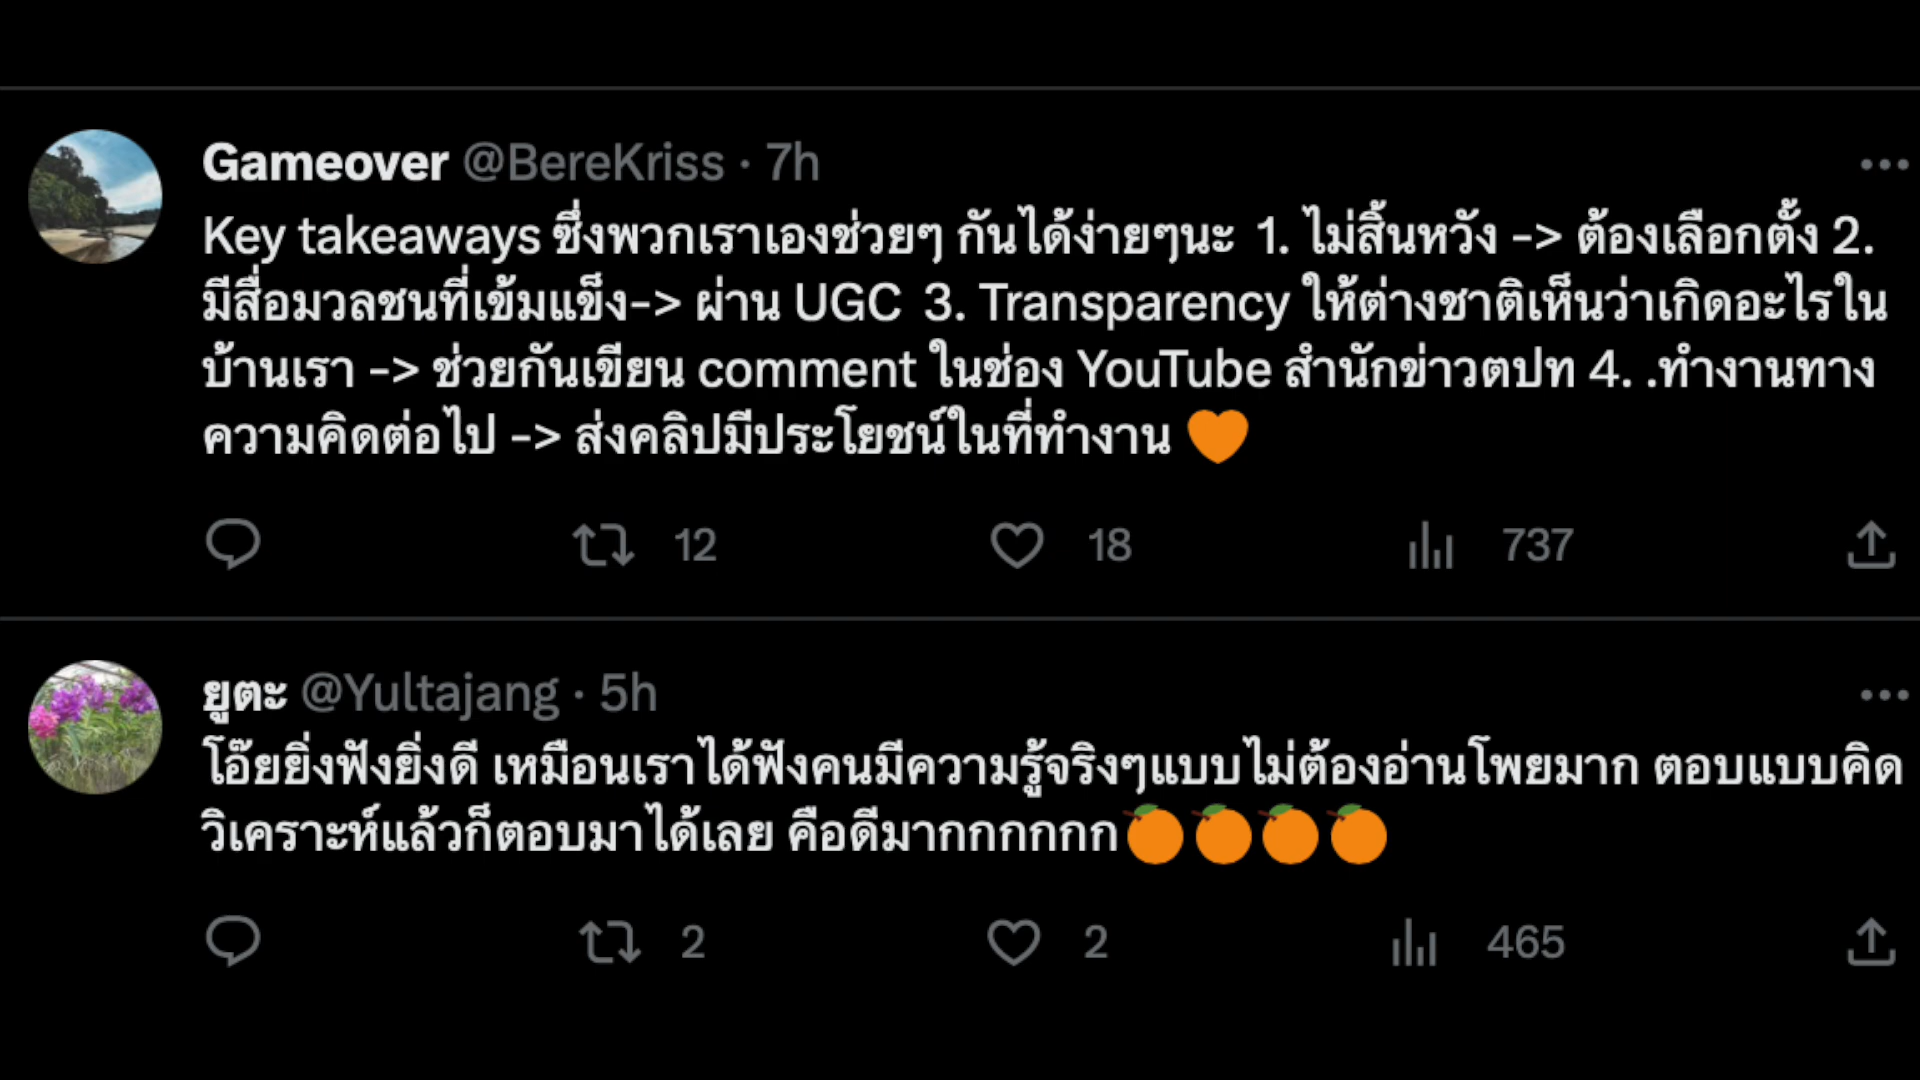 Gameover @BereKriss · 7h
Key takeaways ซึ่งพวกเราเองช่วยๆ กันได้ง่ายๆนะ 1. ไม่สิ้นหวัง -> ต้องเลือกตั้ง 2.
มีสื่อมวลชนที่เข้มแข็ง-> ผ่าน UGC 3. Transparency ให้ต่างชาติเห็นว่าเกิดอะไรใน
บ้านเรา -> ช่วยกันเขียน comment ในช่อง YouTube สำนักข่าวตปท 4. .ทำงานทาง
ความคิดต่อไป -> ส่งคลิปมีประโยชน์ในที่ทำงาน 🧡
12 18 737
ยูตะ @Yultajang · 5h
โอ๊ยยิ่งฟังยิ่งดี เหมือนเราได้ฟังคนมีความรู้จริงๆแบบไม่ต้องอ่านโพยมาก ตอบแบบคิด
วิเคราะห์แล้วก็ตอบมาได้เลย คือดีมากกกกกก🍊🍊🍊🍊
2 2 465